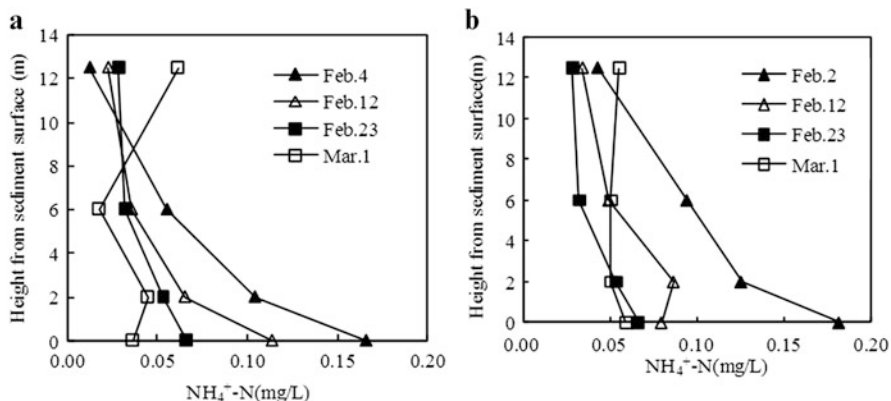 a
Height from sediment surface (m)
14
12
10
8
6
4
2
0
0.00 0.05 0.10 0.15 0.20
NH₄⁺-N(mg/L)
Feb.4
Feb.12
Feb.23
Mar.1
b
Height from sediment surface(m)
14
12
10
8
6
4
2
0
0.00 0.05 0.10 0.15 0.20
NH₄⁺-N(mg/L)
Feb.2
Feb.12
Feb.23
Mar.1